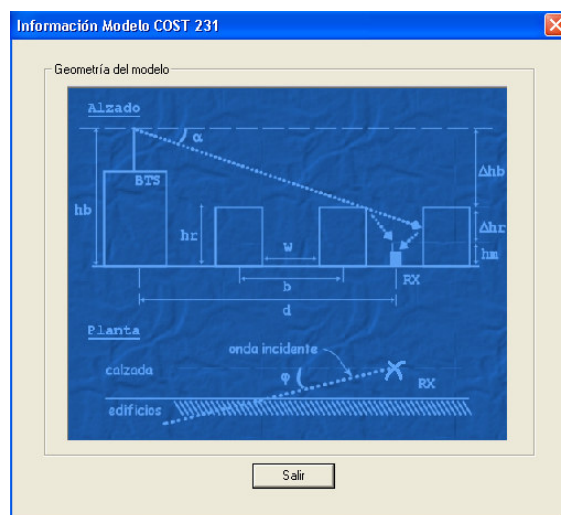 Información Modelo COST 231
Geometría del modelo
Alzado
α
BTS
Δhb
hb
hr
Δhr
W
hm
b
RX
d
Planta
onda incidente
calzada
φ
RX
edificios
Salir